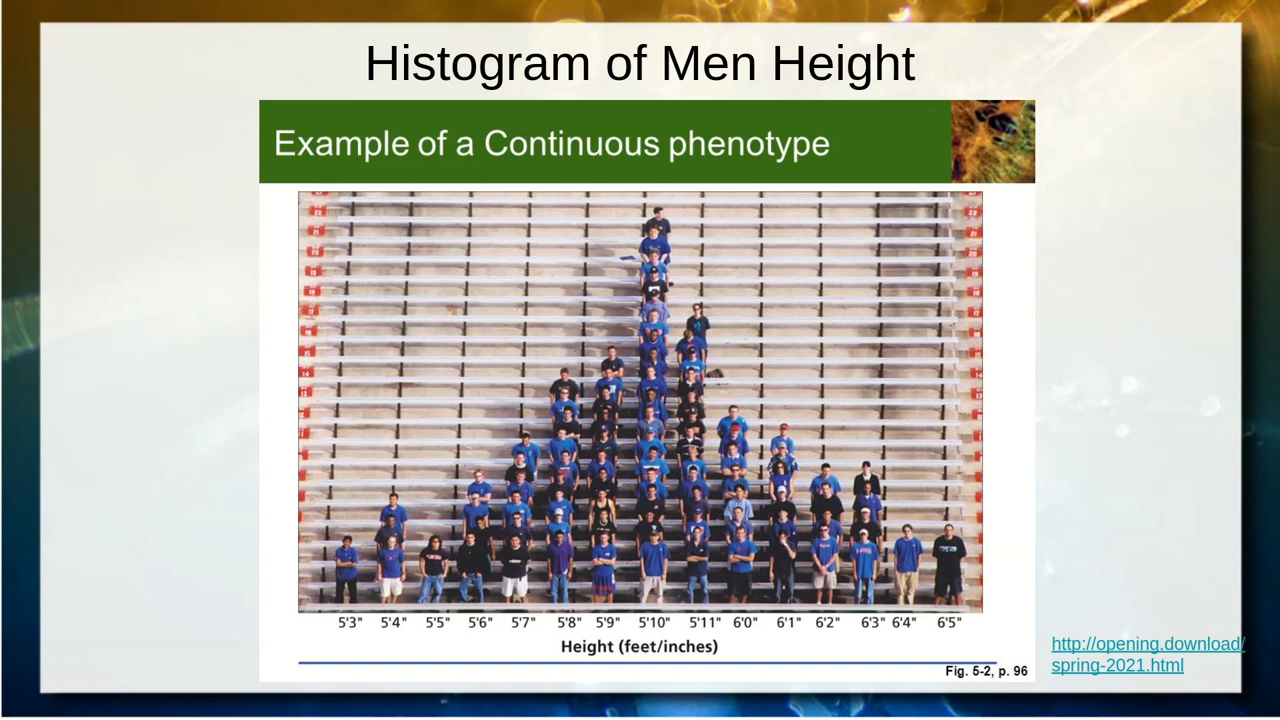 Histogram of Men Height
Example of a Continuous phenotype
5'3" 5'4" 5'5" 5'6" 5'7" 5'8" 5'9" 5'10" 5'11" 6'0" 6'1" 6'2" 6'3" 6'4" 6'5"
Height (feet/inches)
Fig. 5-2, p. 96
http://opening.download/
spring-2021.html